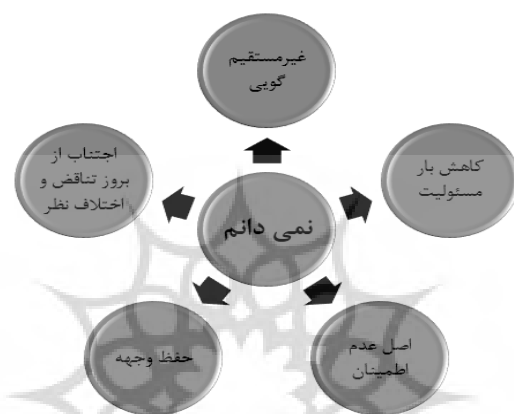 غیرمستقیم
گویی
کاهش بار
مسئولیت
اجتناب از
بروز تناقض و
اختلاف نظر
نمی دانم
اصل عدم
اطمینان
حفظ وجهه